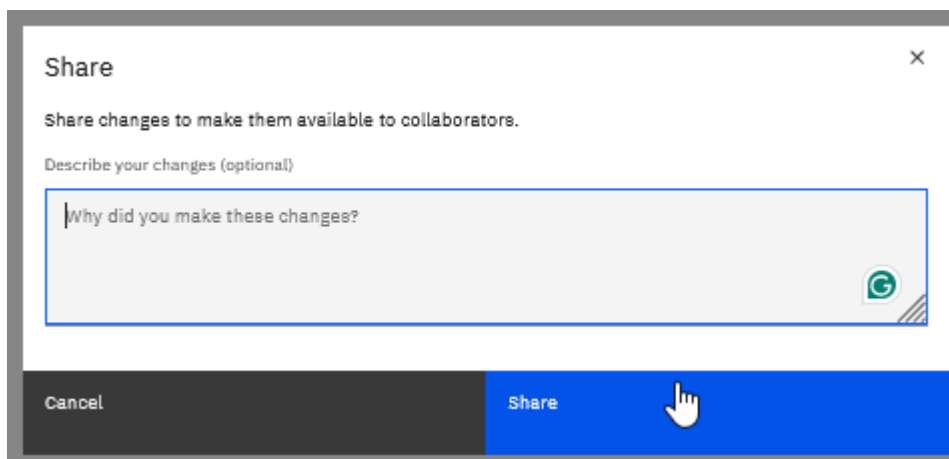 Share
Share changes to make them available to collaborators.
Describe your changes (optional)
Why did you make these changes?
Cancel
Share